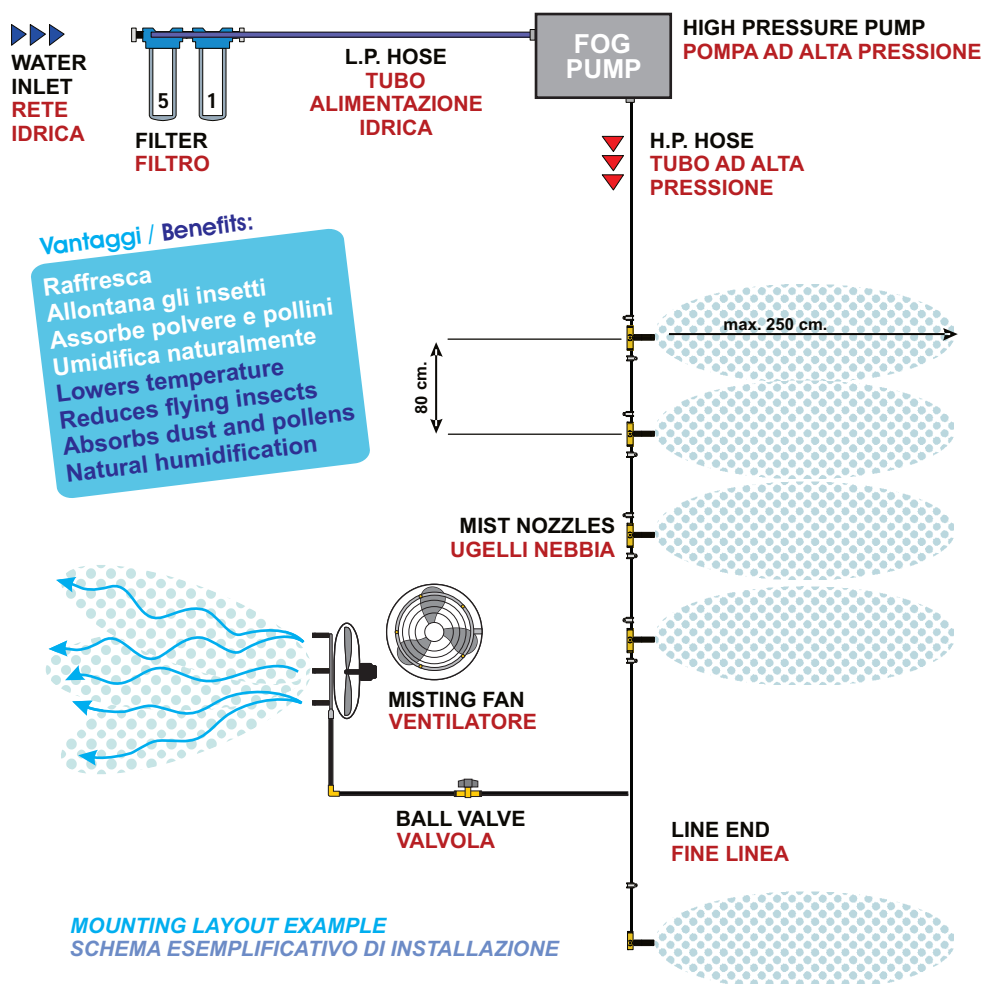 WATER
INLET
RETE
IDRICA
5
1
FILTER
FILTRO
L.P. HOSE
TUBO
ALIMENTAZIONE
IDRICA
FOG
PUMP
HIGH PRESSURE PUMP
POMPA AD ALTA PRESSIONE
H.P. HOSE
TUBO AD ALTA
PRESSIONE
Vantaggi / Benefits:
Raffresca
Allontana gli insetti
Assorbe polvere e pollini
Umidifica naturalmente
Lowers temperature
Reduces flying insects
Absorbs dust and pollens
Natural humidification
max. 250 cm.
80 cm.
MIST NOZZLES
UGELLI NEBBIA
MISTING FAN
VENTILATORE
BALL VALVE
VALVOLA
LINE END
FINE LINEA
MOUNTING LAYOUT EXAMPLE
SCHEMA ESEMPLIFICATIVO DI INSTALLAZIONE